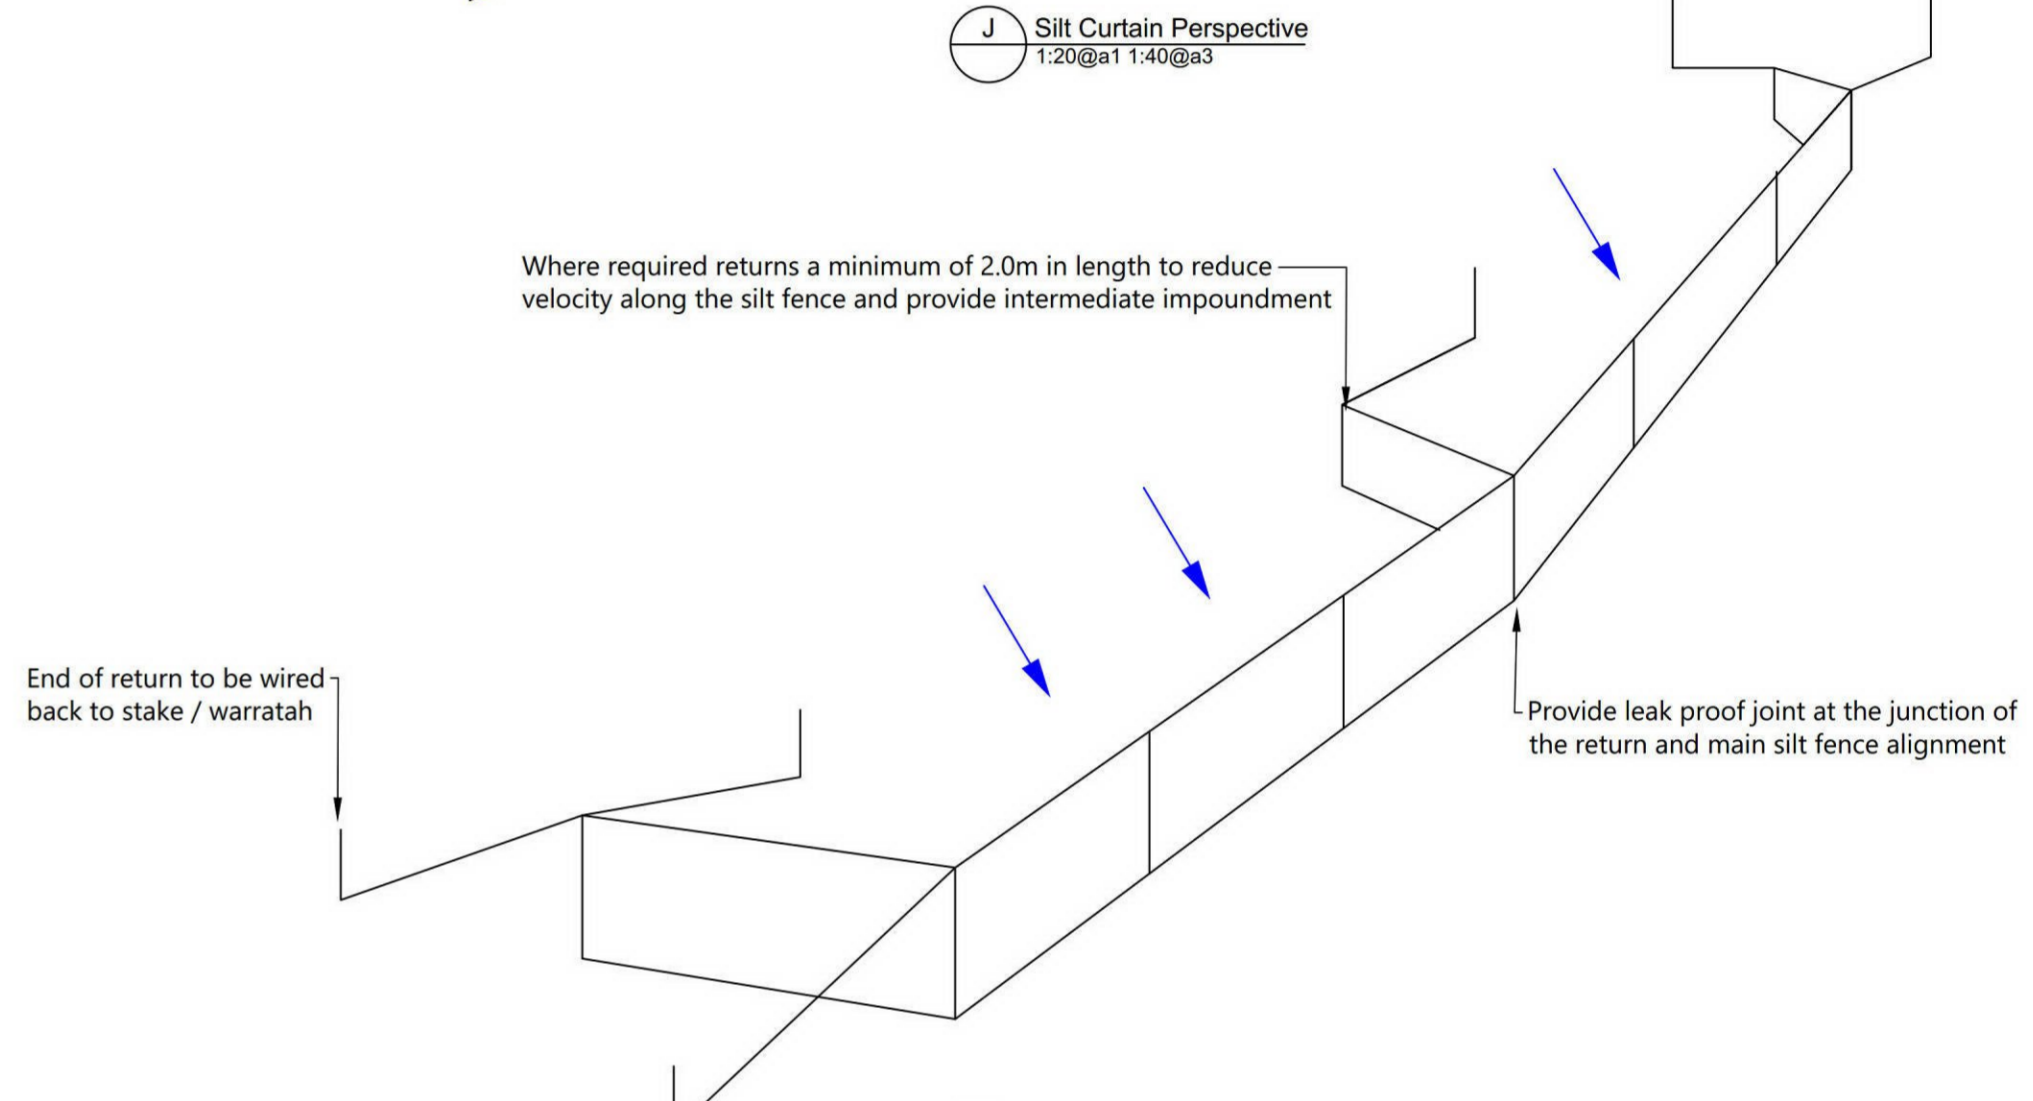 J
Silt Curtain Perspective
1:20@a1 1:40@a3
Where required returns a minimum of 2.0m in length to reduce
velocity along the silt fence and provide intermediate impoundment
End of return to be wired
back to stake / warratah
Provide leak proof joint at the junction of
the return and main silt fence alignment